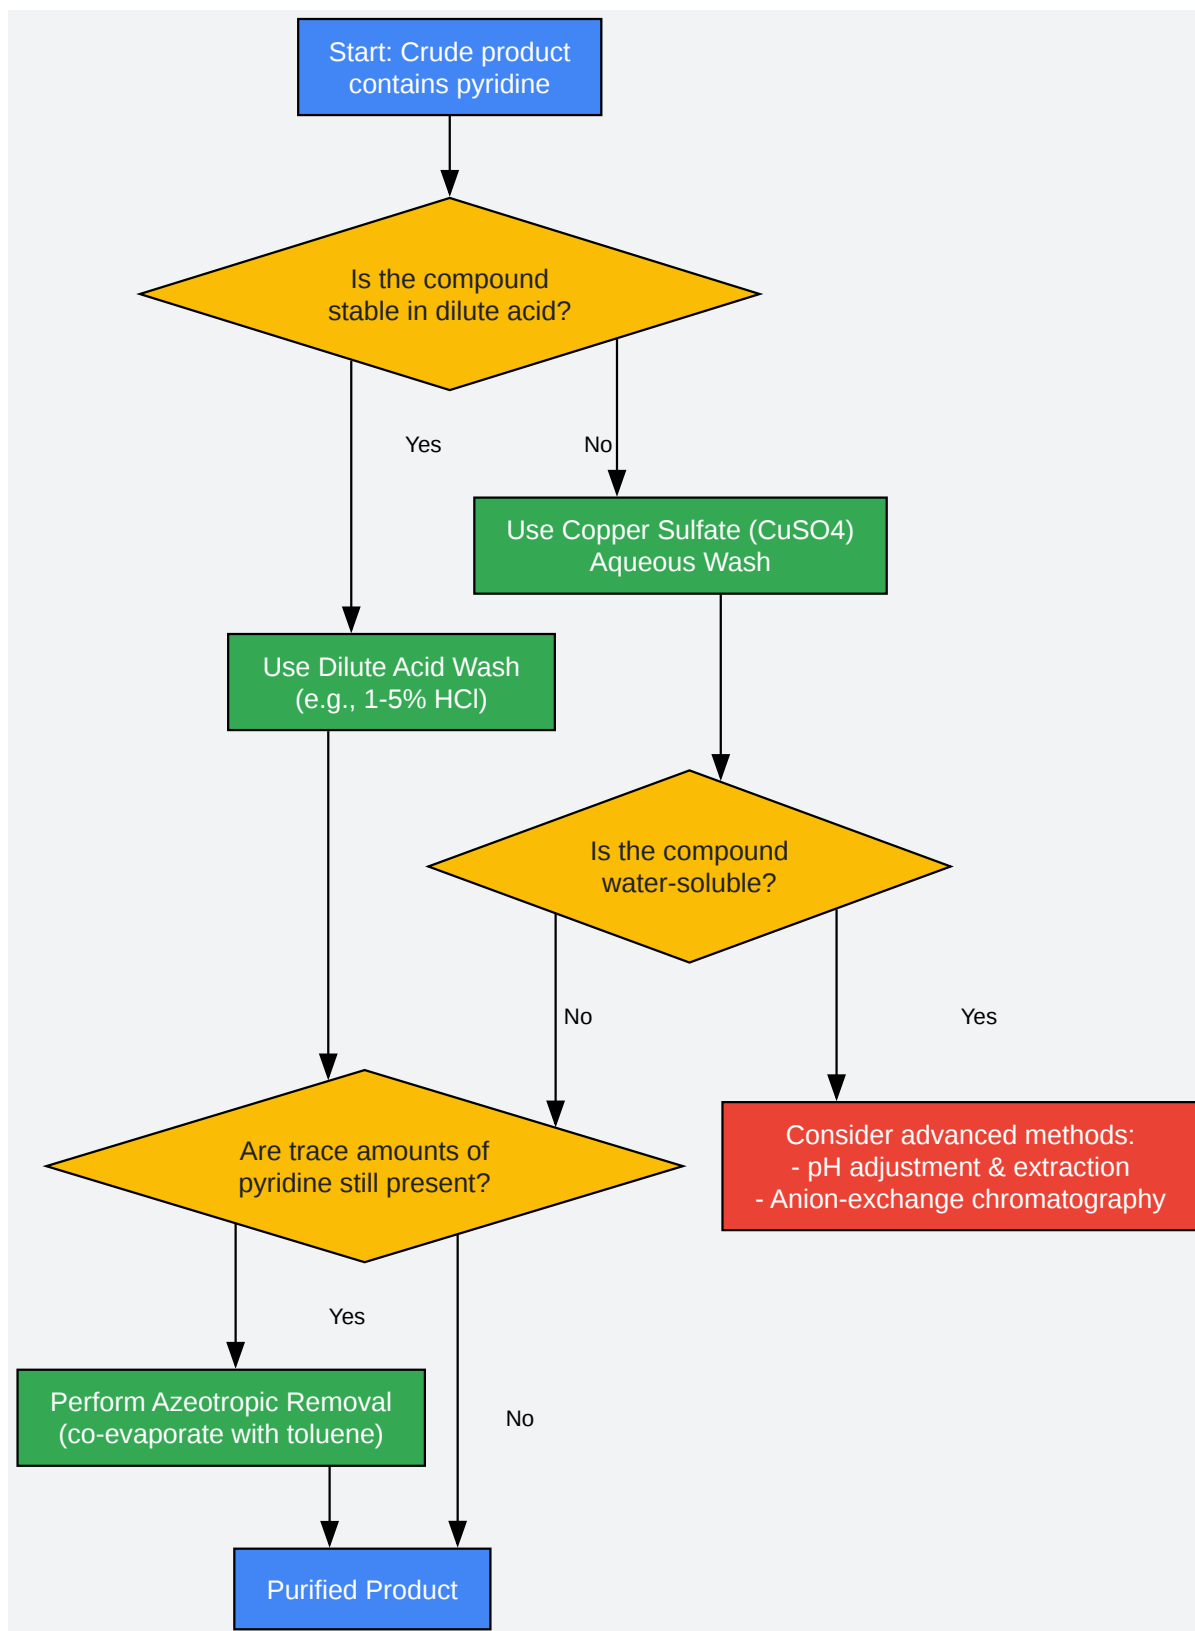 Start: Crude product
contains pyridine
Is the compound
stable in dilute acid?
Yes
No
Use Copper Sulfate (CuSO4)
Aqueous Wash
Use Dilute Acid Wash
(e.g., 1-5% HCl)
Is the compound
water-soluble?
No
Yes
Are trace amounts of
pyridine still present?
Consider advanced methods:
- pH adjustment & extraction
- Anion-exchange chromatography
Yes
Perform Azeotropic Removal
(co-evaporate with toluene)
No
Purified Product